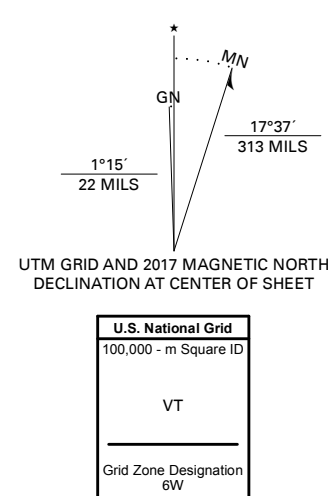 ★
MN
GN
17°37´
313 MILS
1°15´
22 MILS
UTM GRID AND 2017 MAGNETIC NORTH
DECLINATION AT CENTER OF SHEET
U.S. National Grid
100,000 - m Square ID
VT
Grid Zone Designation
6W